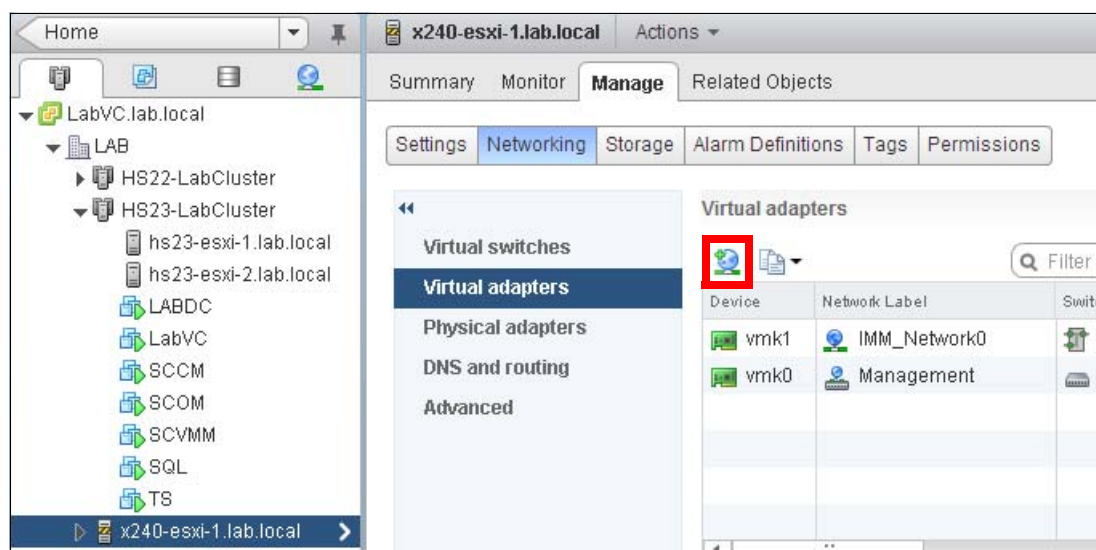 Home
x240-esxi-1.lab.local Actions
Summary Monitor Manage Related Objects
LabVC.lab.local
LAB
HS22-LabCluster
HS23-LabCluster
hs23-esxi-1.lab.local
hs23-esxi-2.lab.local
LABDC
LabVC
SCCM
SCOM
SCVMM
SQL
TS
x240-esxi-1.lab.local
Settings Networking Storage Alarm Definitions Tags Permissions
Virtual switches
Virtual adapters
Physical adapters
DNS and routing
Advanced
Virtual adapters
Filter
Device Network Label Swit
vmk1 IMM_Network0
vmk0 Management